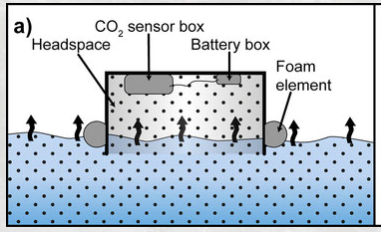 a)
CO₂ sensor box
Headspace
Battery box
Foam
element